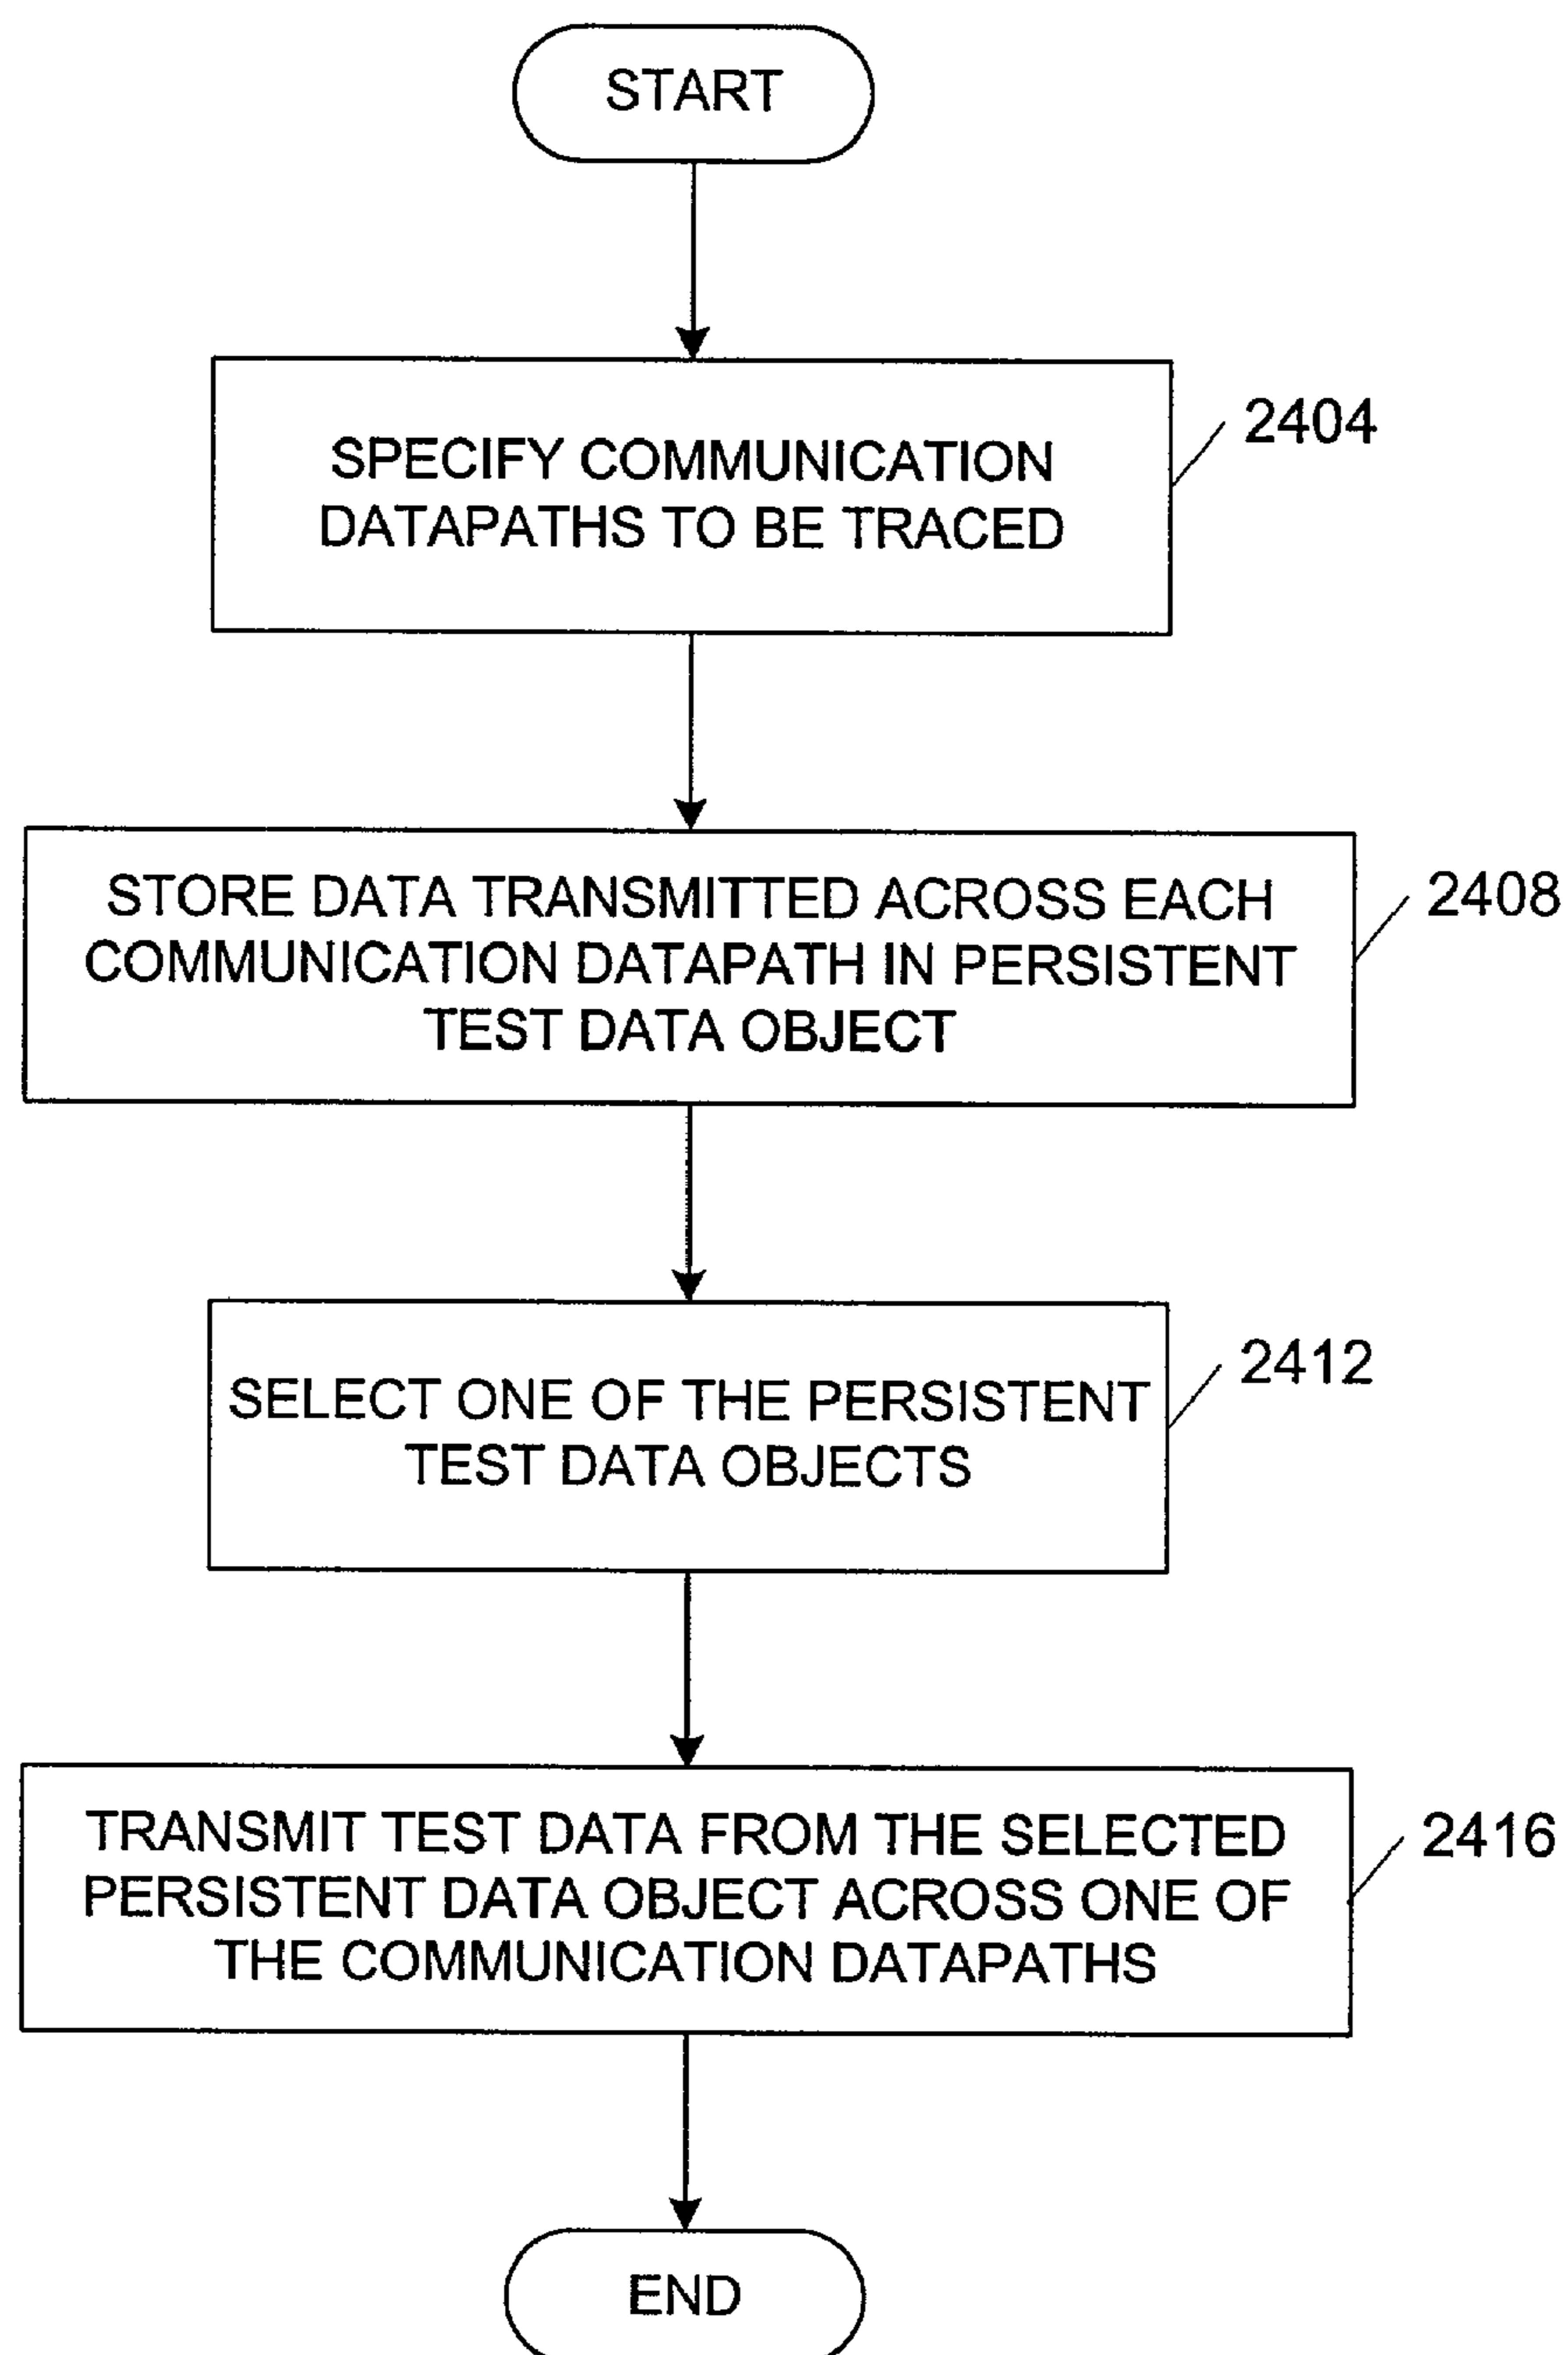 START
SPECIFY COMMUNICATION
DATAPATHS TO BE TRACED
2404
STORE DATA TRANSMITTED ACROSS EACH
COMMUNICATION DATAPATH IN PERSISTENT
TEST DATA OBJECT
2408
SELECT ONE OF THE PERSISTENT
TEST DATA OBJECTS
2412
TRANSMIT TEST DATA FROM THE SELECTED
PERSISTENT DATA OBJECT ACROSS ONE OF
THE COMMUNICATION DATAPATHS
2416
END